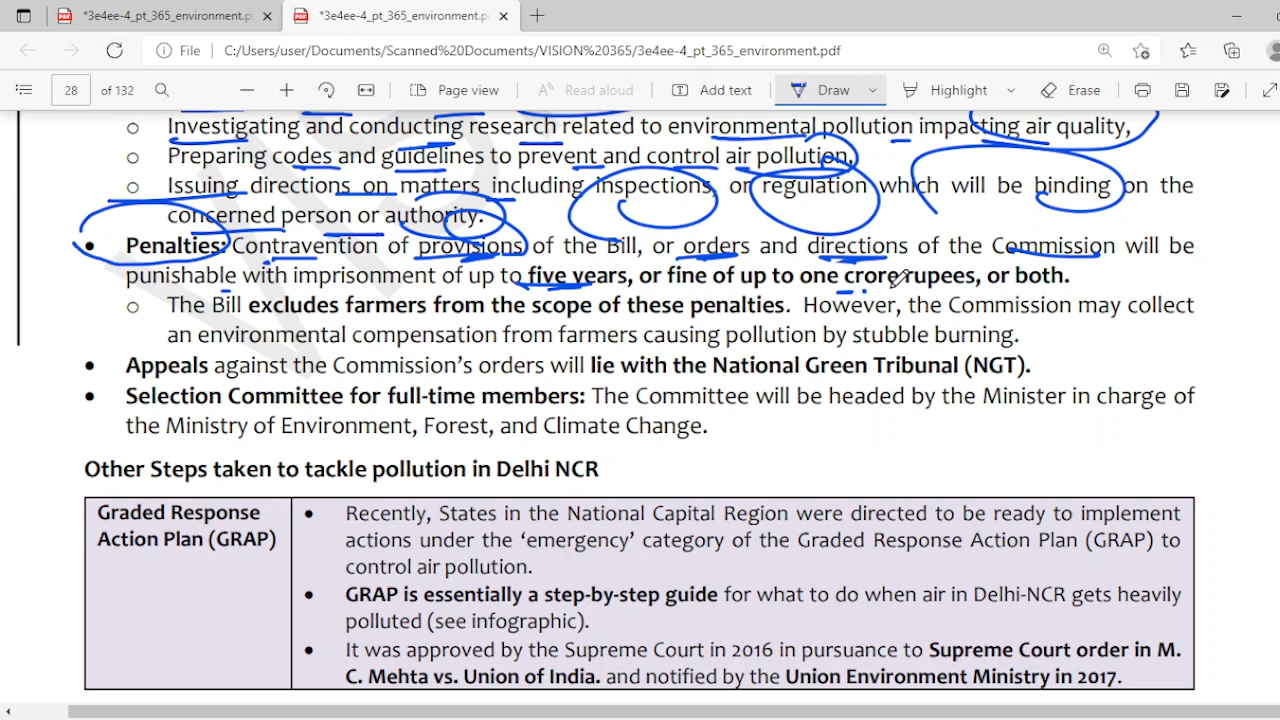 *3e4ee-4_pt_365_environment.p
*3e4ee-4_pt_365_environment.p
File
C:/Users/user/Documents/Scanned%20Documents/VISION%20365/3e4ee-4_pt_365_environment.pdf
28 of 132
Page view
Read aloud
Add text
Draw
Highlight
Erase
o Investigating and conducting research related to environmental pollution impacting air quality,
o Preparing codes and guidelines to prevent and control air pollution,
o Issuing directions on matters including inspections, or regulation which will be binding on the
concerned person or authority.
• Penalties: Contravention of provisions of the Bill, or orders and directions of the Commission will be
punishable with imprisonment of up to five years, or fine of up to one crore rupees, or both.
o The Bill excludes farmers from the scope of these penalties. However, the Commission may collect
an environmental compensation from farmers causing pollution by stubble burning.
• Appeals against the Commission's orders will lie with the National Green Tribunal (NGT).
• Selection Committee for full-time members: The Committee will be headed by the Minister in charge of
the Ministry of Environment, Forest, and Climate Change.
Other Steps taken to tackle pollution in Delhi NCR
Graded Response
Action Plan (GRAP)
• Recently, States in the National Capital Region were directed to be ready to implement
actions under the 'emergency' category of the Graded Response Action Plan (GRAP) to
control air pollution.
• GRAP is essentially a step-by-step guide for what to do when air in Delhi-NCR gets heavily
polluted (see infographic).
• It was approved by the Supreme Court in 2016 in pursuance to Supreme Court order in M.
C. Mehta vs. Union of India. and notified by the Union Environment Ministry in 2017.